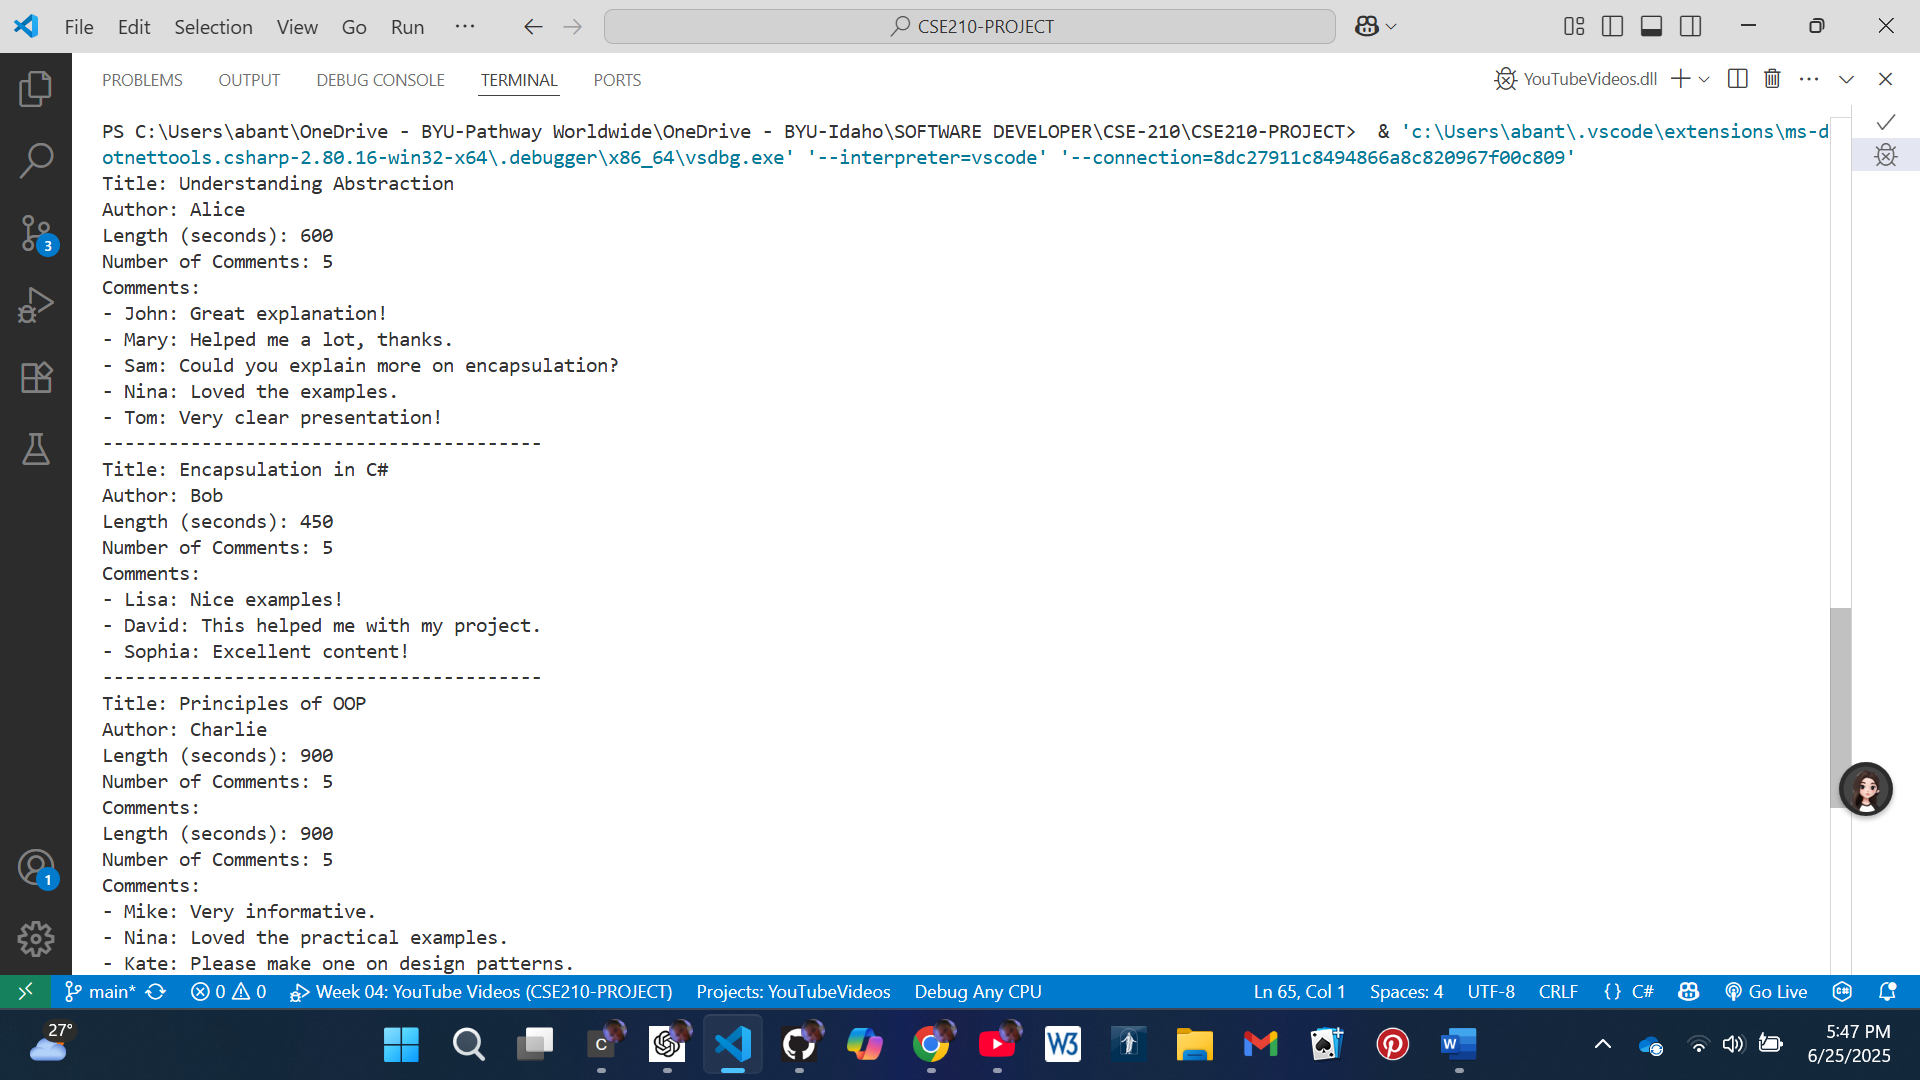 File Edit Selection View Go Run ··· CSE210-PROJECT
PROBLEMS OUTPUT DEBUG CONSOLE TERMINAL PORTS YouTubeVideos.dll
PS C:\Users\abant\OneDrive - BYU-Pathway Worldwide\OneDrive - BYU-Idaho\SOFTWARE DEVELOPER\CSE-210\CSE210-PROJECT>  & 'c:\Users\abant\.vscode\extensions\ms-d
otnettools.csharp-2.80.16-win32-x64\.debugger\x86_64\vsdbg.exe' '--interpreter=vscode' '--connection=8dc27911c8494866a8c820967f00c809'
Title: Understanding Abstraction
Author: Alice
Length (seconds): 600
Number of Comments: 5
Comments:
- John: Great explanation!
- Mary: Helped me a lot, thanks.
- Sam: Could you explain more on encapsulation?
- Nina: Loved the examples.
- Tom: Very clear presentation!
----------------------------------------
Title: Encapsulation in C#
Author: Bob
Length (seconds): 450
Number of Comments: 5
Comments:
- Lisa: Nice examples!
- David: This helped me with my project.
- Sophia: Excellent content!
----------------------------------------
Title: Principles of OOP
Author: Charlie
Length (seconds): 900
Number of Comments: 5
Comments:
Length (seconds): 900
Number of Comments: 5
Comments:
- Mike: Very informative.
- Nina: Loved the practical examples.
- Kate: Please make one on design patterns.
3
1
main* 0 0 Week 04: YouTube Videos (CSE210-PROJECT) Projects: YouTubeVideos Debug Any CPU Ln 65, Col 1 Spaces: 4 UTF-8 CRLF {} C# Go Live
27° C W3 W 5:47 PM
6/25/2025